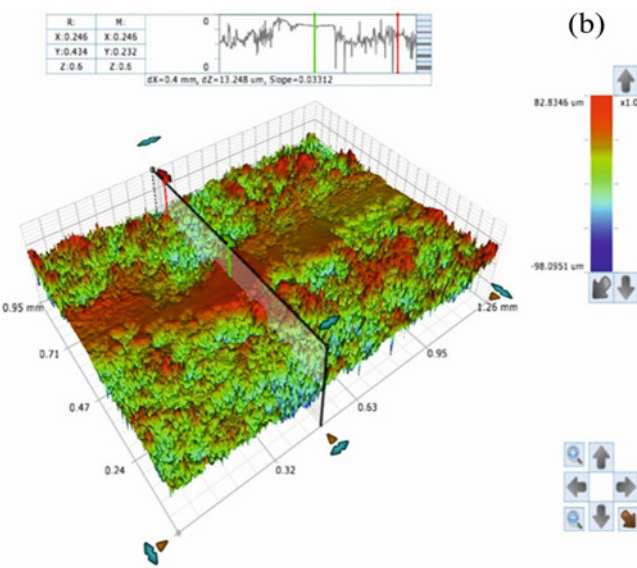 R: M:
X:0.246 X:0.246
Y:0.434 Y:0.232
Z:0.6 Z:0.6
0
0
dX=0.4 mm, dZ=13.248 um, Slope=0.03312
(b)
82.8346 um x1.0
-98.0551 um
0.95 mm
0.71
0.47
0.24
0.32
0.63
0.95
1.26 mm